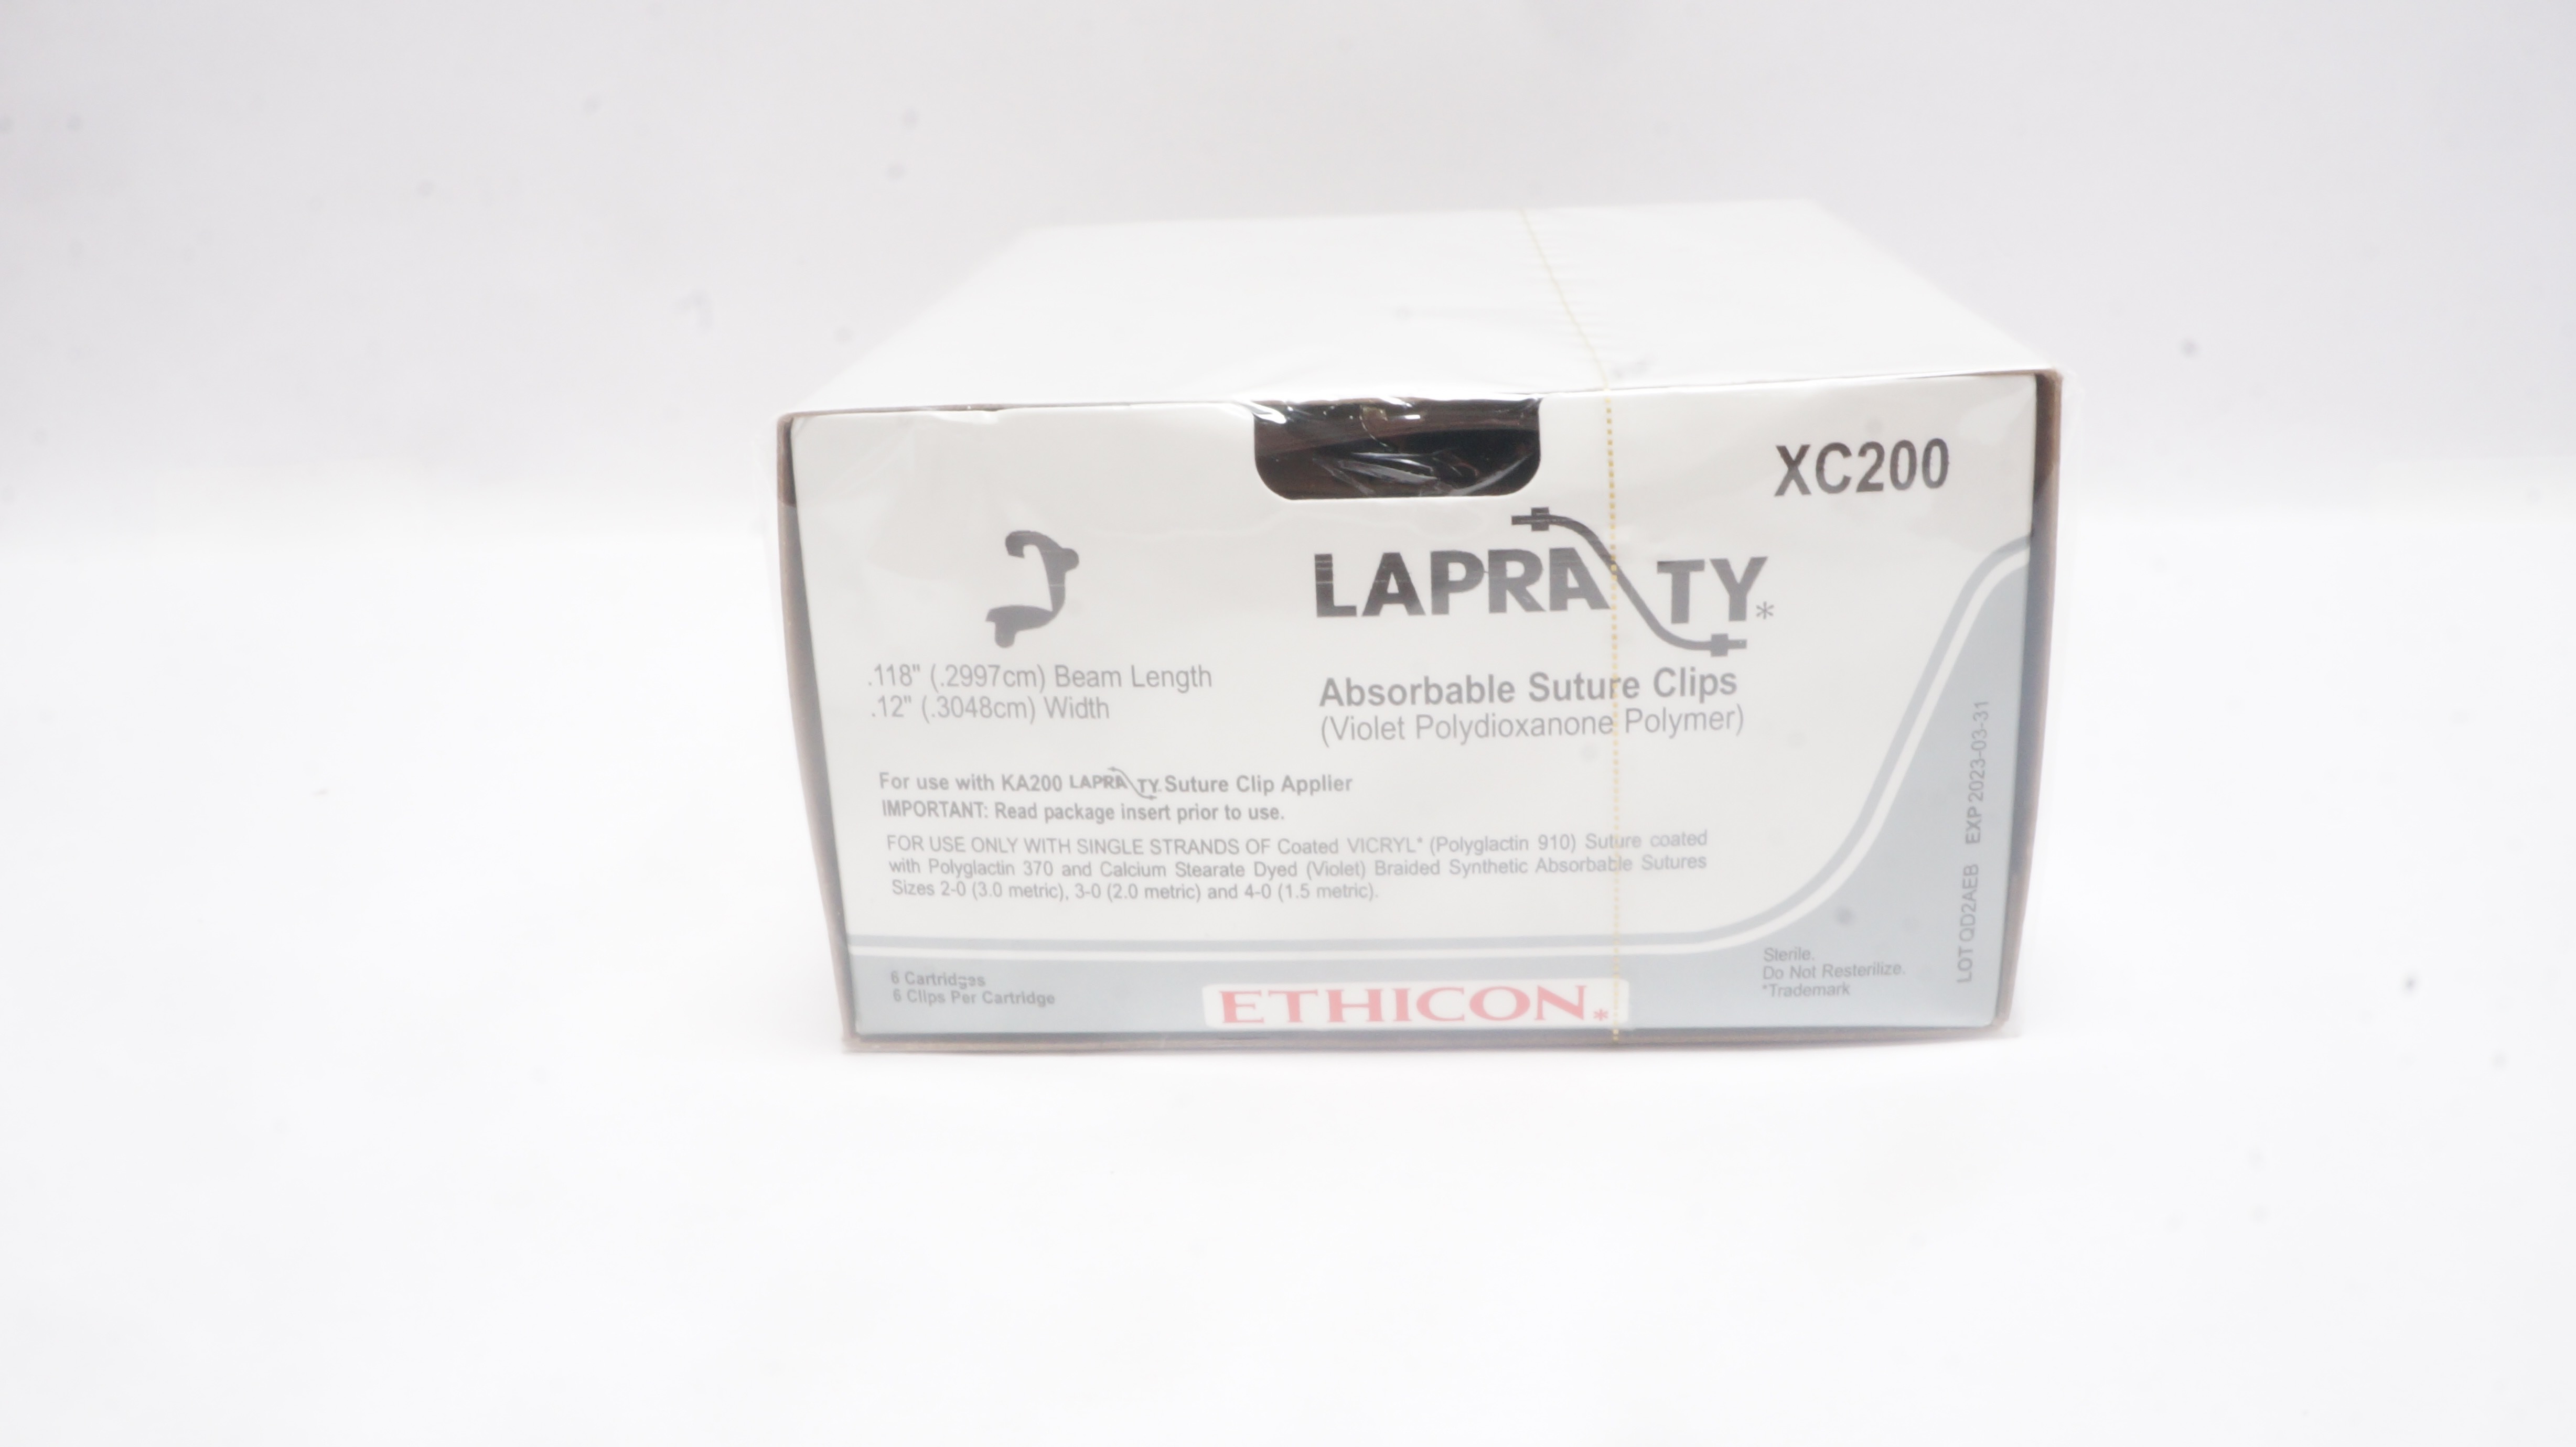 XC200
LAPRA TY*
.118" (.2997cm) Beam Length
.12" (.3048cm) Width
Absorbable Suture Clips
(Violet Polydioxanone Polymer)
For use with KA200 LAPRA TY Suture Clip Applier
IMPORTANT: Read package insert prior to use.
FOR USE ONLY WITH SINGLE STRANDS OF Coated VICRYL* (Polyglactin 910) Suture coated
with Polyglactin 370 and Calcium Stearate Dyed (Violet) Braided Synthetic Absorbable Sutures
Sizes 2-0 (3.0 metric), 3-0 (2.0 metric) and 4-0 (1.5 metric).
6 Cartridges
6 Clips Per Cartridge
ETHICON*
Sterile.
Do Not Resterilize.
*Trademark
LOT QD2AEB EXP 2023-03-31